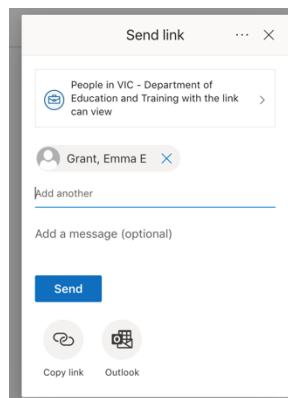 Send link
People in VIC - Department of
Education and Training with the link
can view
Grant, Emma E
Add another
Add a message (optional)
Send
Copy link
Outlook